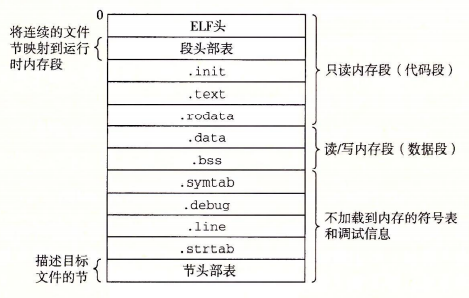 0
ELF头
将连续的文件
节映射到运行
时内存段
段头部表
.init
.text
.rodata
只读内存段（代码段）
.data
.bss
读/写内存段（数据段）
.symtab
.debug
.line
.strtab
不加载到内存的符号表
和调试信息
描述目标
文件的节
节头部表